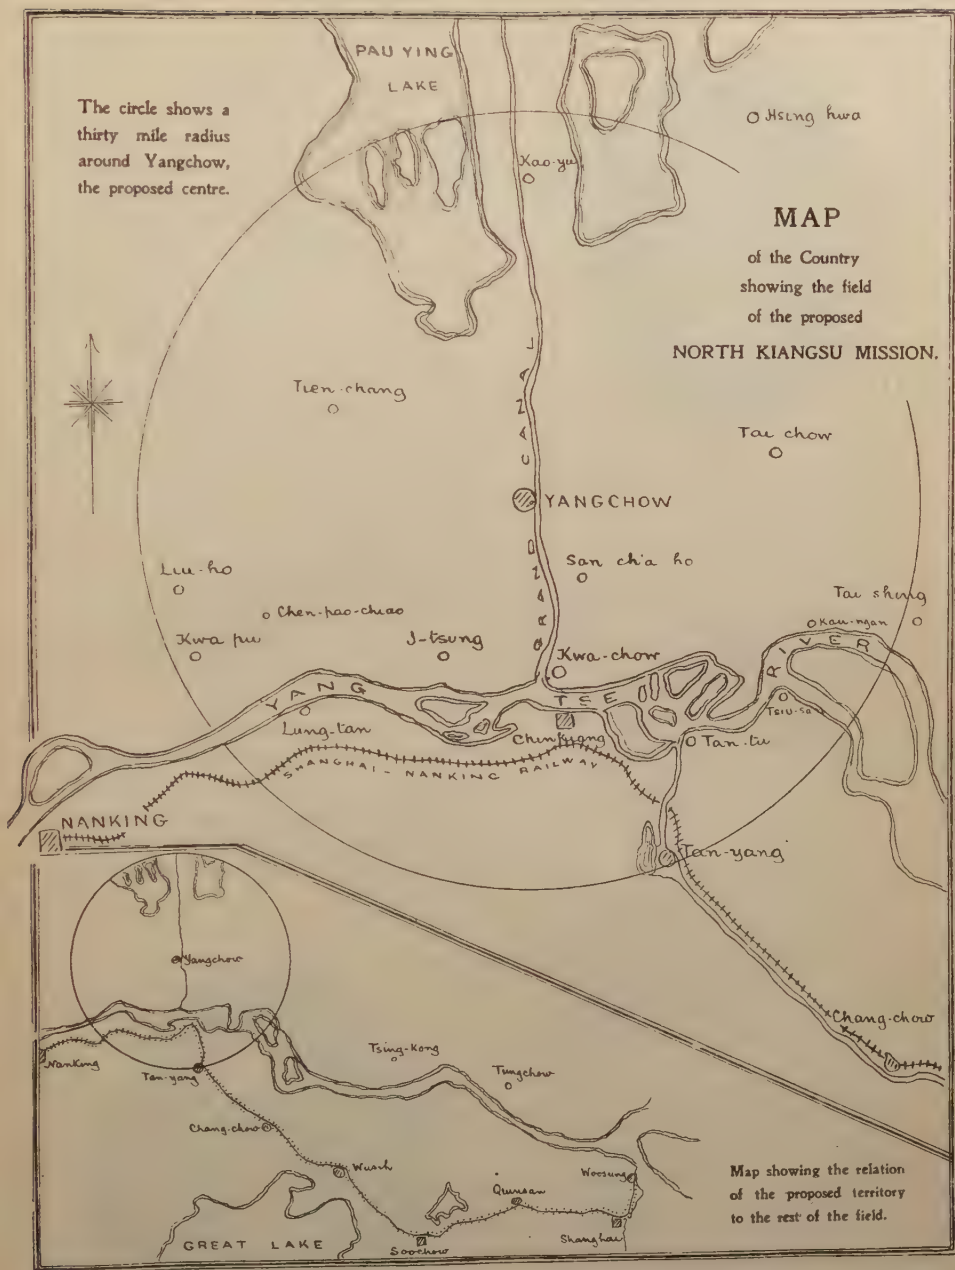 PAU YING
LAKE
The circle shows a
thirty mile radius
around Yangchow,
the proposed centre.
Hsing hwa
Kao-yu
MAP
of the Country
showing the field
of the proposed
NORTH KIANGSU MISSION.
Tien-chang
Tai chow
GRAND CANAL
YANGCHOW
San cha ho
Liu-ho
Chen-pao-chiao
Tai shing
Kau-ngan
Kwa pu
I-tsung
Kwa-chow
YANG TSE RIVER
Lung-tan
Chinkiang
Tan-tu
SHANGHAI-NANKING RAILWAY
NANKING
Tan-yang
Chang-chow
Yangchow
Nanking
Tan-yang
Tsing-kong
Tungchow
Chang-chow
Wusih
Woosung
Quinsan
Soochow
Shanghai
GREAT LAKE
Map showing the relation
of the proposed territory
to the rest of the field.